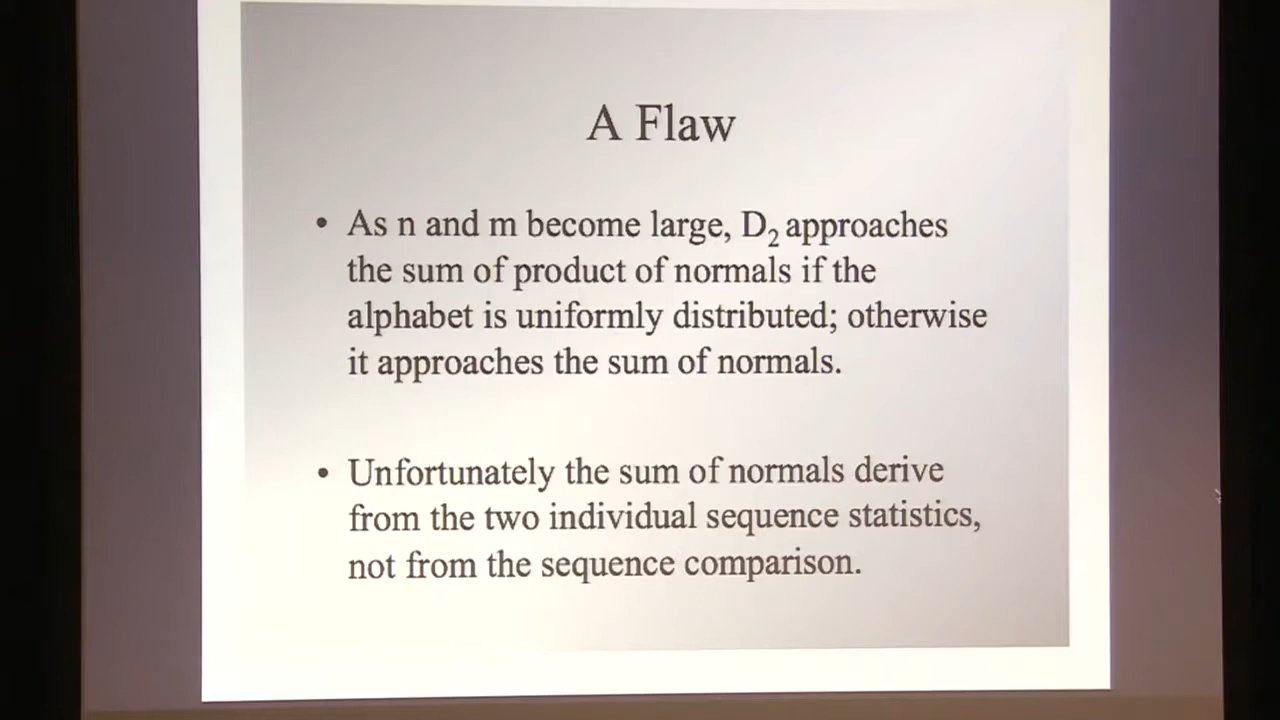 A Flaw
• As n and m become large, D₂ approaches
the sum of product of normals if the
alphabet is uniformly distributed; otherwise
it approaches the sum of normals.
• Unfortunately the sum of normals derive
from the two individual sequence statistics,
not from the sequence comparison.